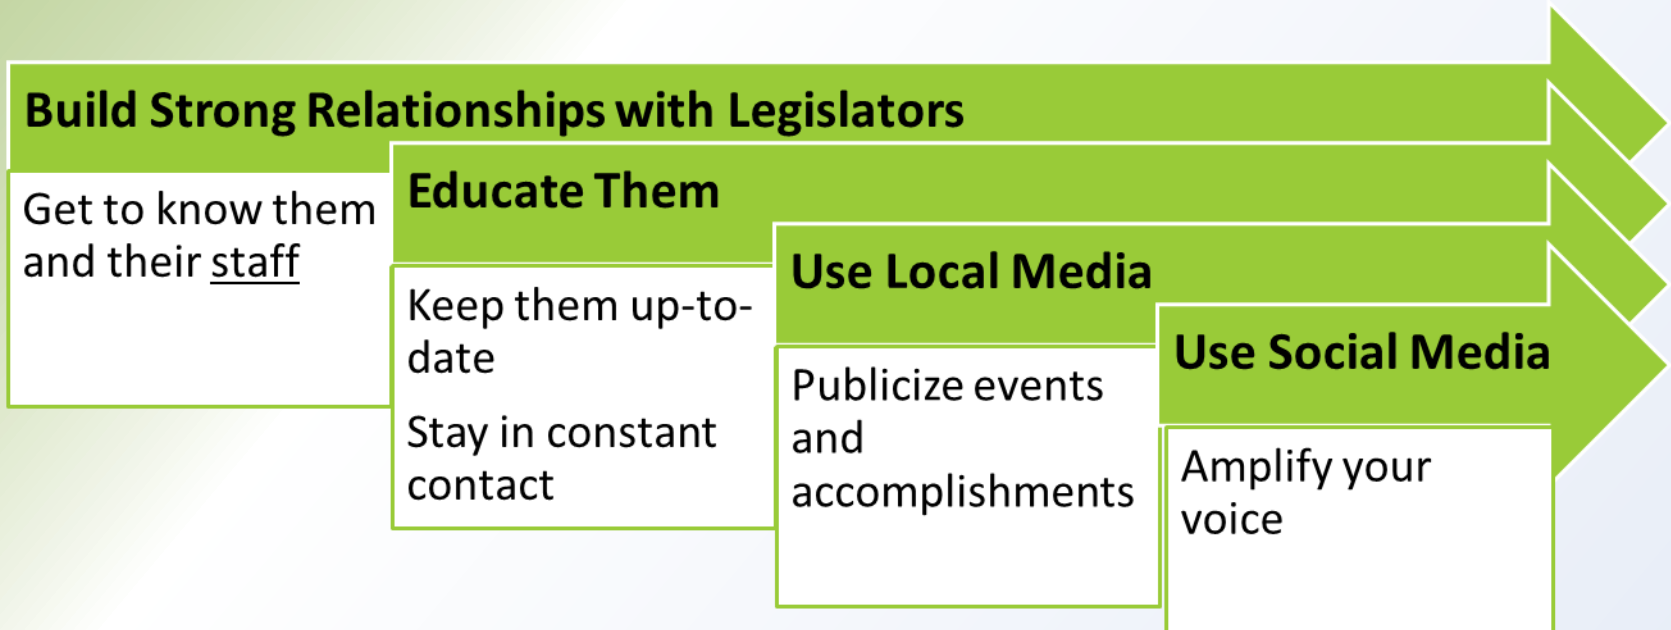 Build Strong Relationships with Legislators
Get to know them
and their staff
Educate Them
Keep them up-to-
date
Stay in constant
contact
Use Local Media
Publicize events
and
accomplishments
Use Social Media
Amplify your
voice